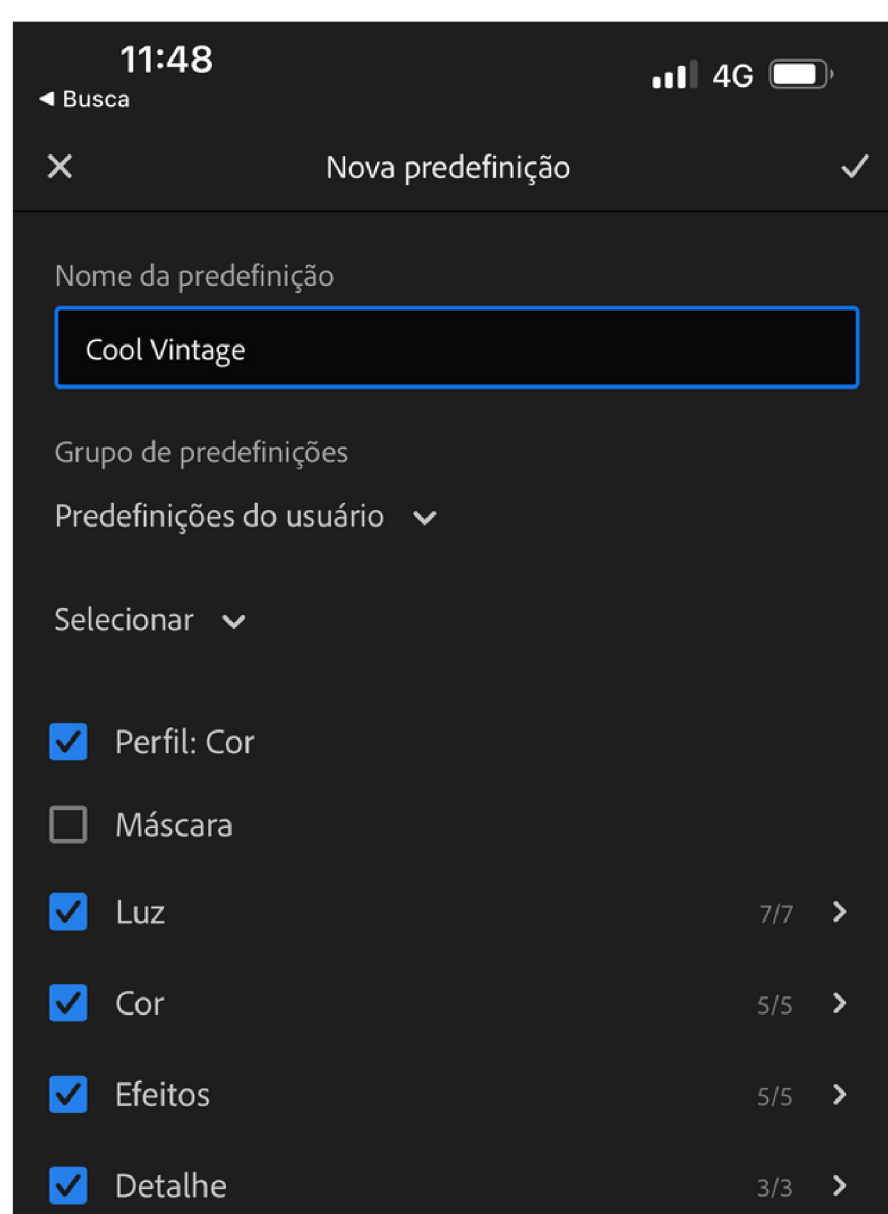 11:48
4G
◀ Busca
Nova predefinição
Nome da predefinição
Cool Vintage
Grupo de predefinições
Predefinições do usuário
Selecionar
Perfil: Cor
Máscara
Luz 7/7
Cor 5/5
Efeitos 5/5
Detalhe 3/3